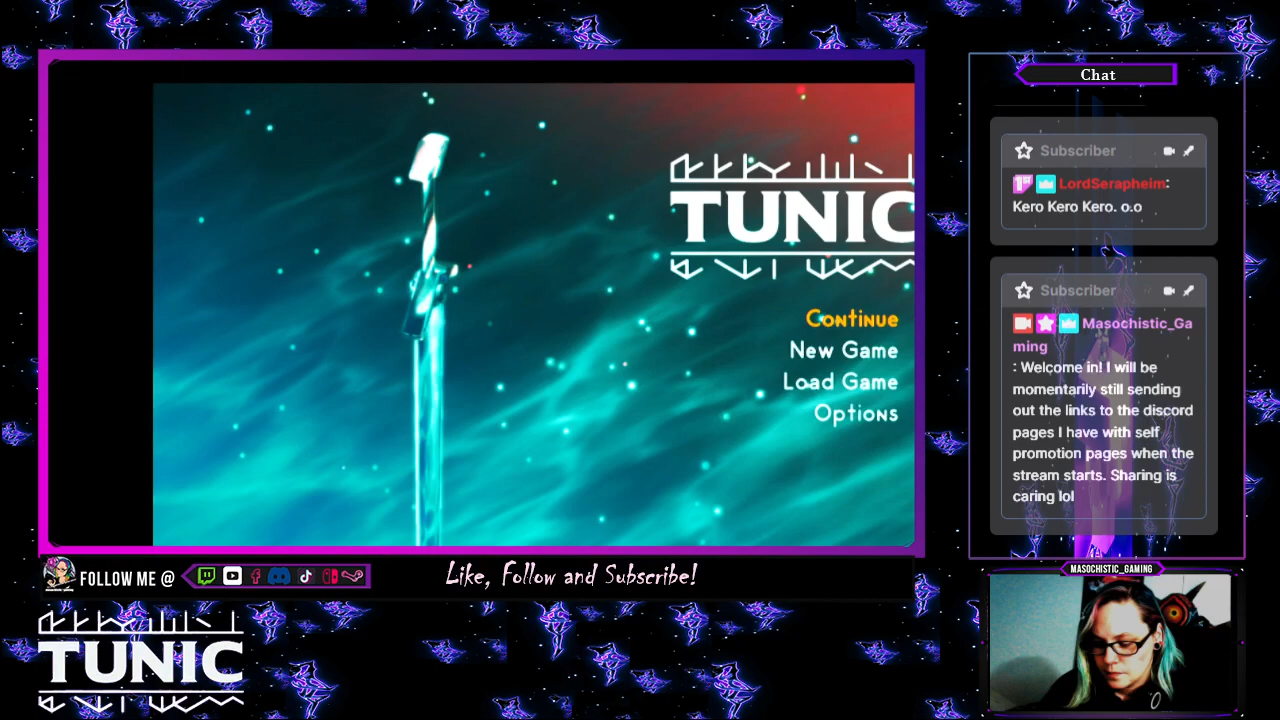 Chat
Subscriber
LordSerapheim:
Kero Kero Kero. o.o
Subscriber
Masochistic_Ga
ming
: Welcome in! I will be
momentarily still sending
out the links to the discord
pages I have with self
promotion pages when the
stream starts. Sharing is
caring lol
TUNIC
Continue
New Game
Load Game
Options
FOLLOW ME @
Like, Follow and Subscribe!
MASOCHISTIC_GAMING
TUNIC